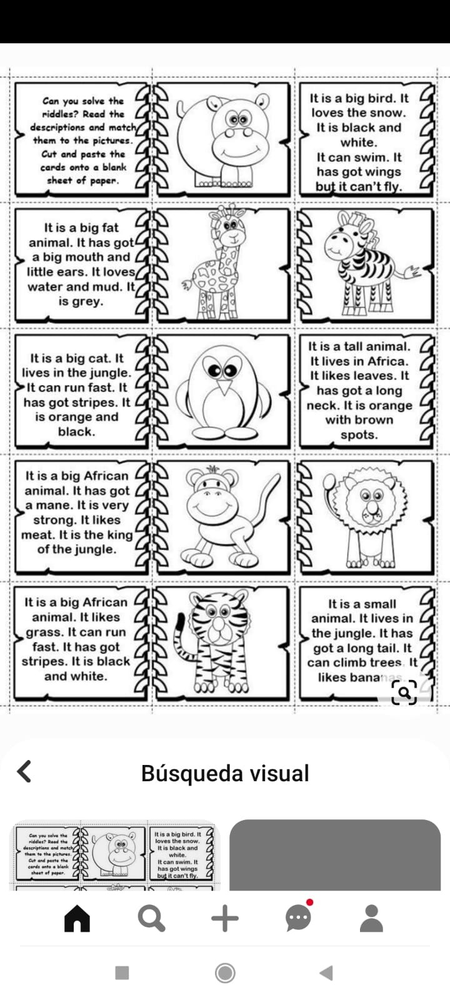 Can you solve the
riddles? Read the
descriptions and match
them to the pictures.
Cut and paste the
cards onto a blank
sheet of paper.
It is a big bird. It
loves the snow.
It is black and
white.
It can swim. It
has got wings
but it can't fly.
It is a big fat
animal. It has got
a big mouth and
little ears. It loves
water and mud. It
is grey.
It is a big cat. It
lives in the jungle.
It can run fast. It
has got stripes. It
is orange and
black.
It is a tall animal.
It lives in Africa.
It likes leaves. It
has got a long
neck. It is orange
with brown
spots.
It is a big African
animal. It has got
a mane. It is very
strong. It likes
meat. It is the king
of the jungle.
It is a big African
animal. It likes
grass. It can run
fast. It has got
stripes. It is black
and white.
It is a small
animal. It lives in
the jungle. It has
got a long tail. It
can climb trees. It
likes bananas.
Búsqueda visual
Can you solve the
riddles? Read the
descriptions and match
them to the pictures.
Cut and paste the
cards onto a blank
sheet of paper.
It is a big bird. It
loves the snow.
It is black and
white.
It can swim. It
has got wings
but it can't fly.